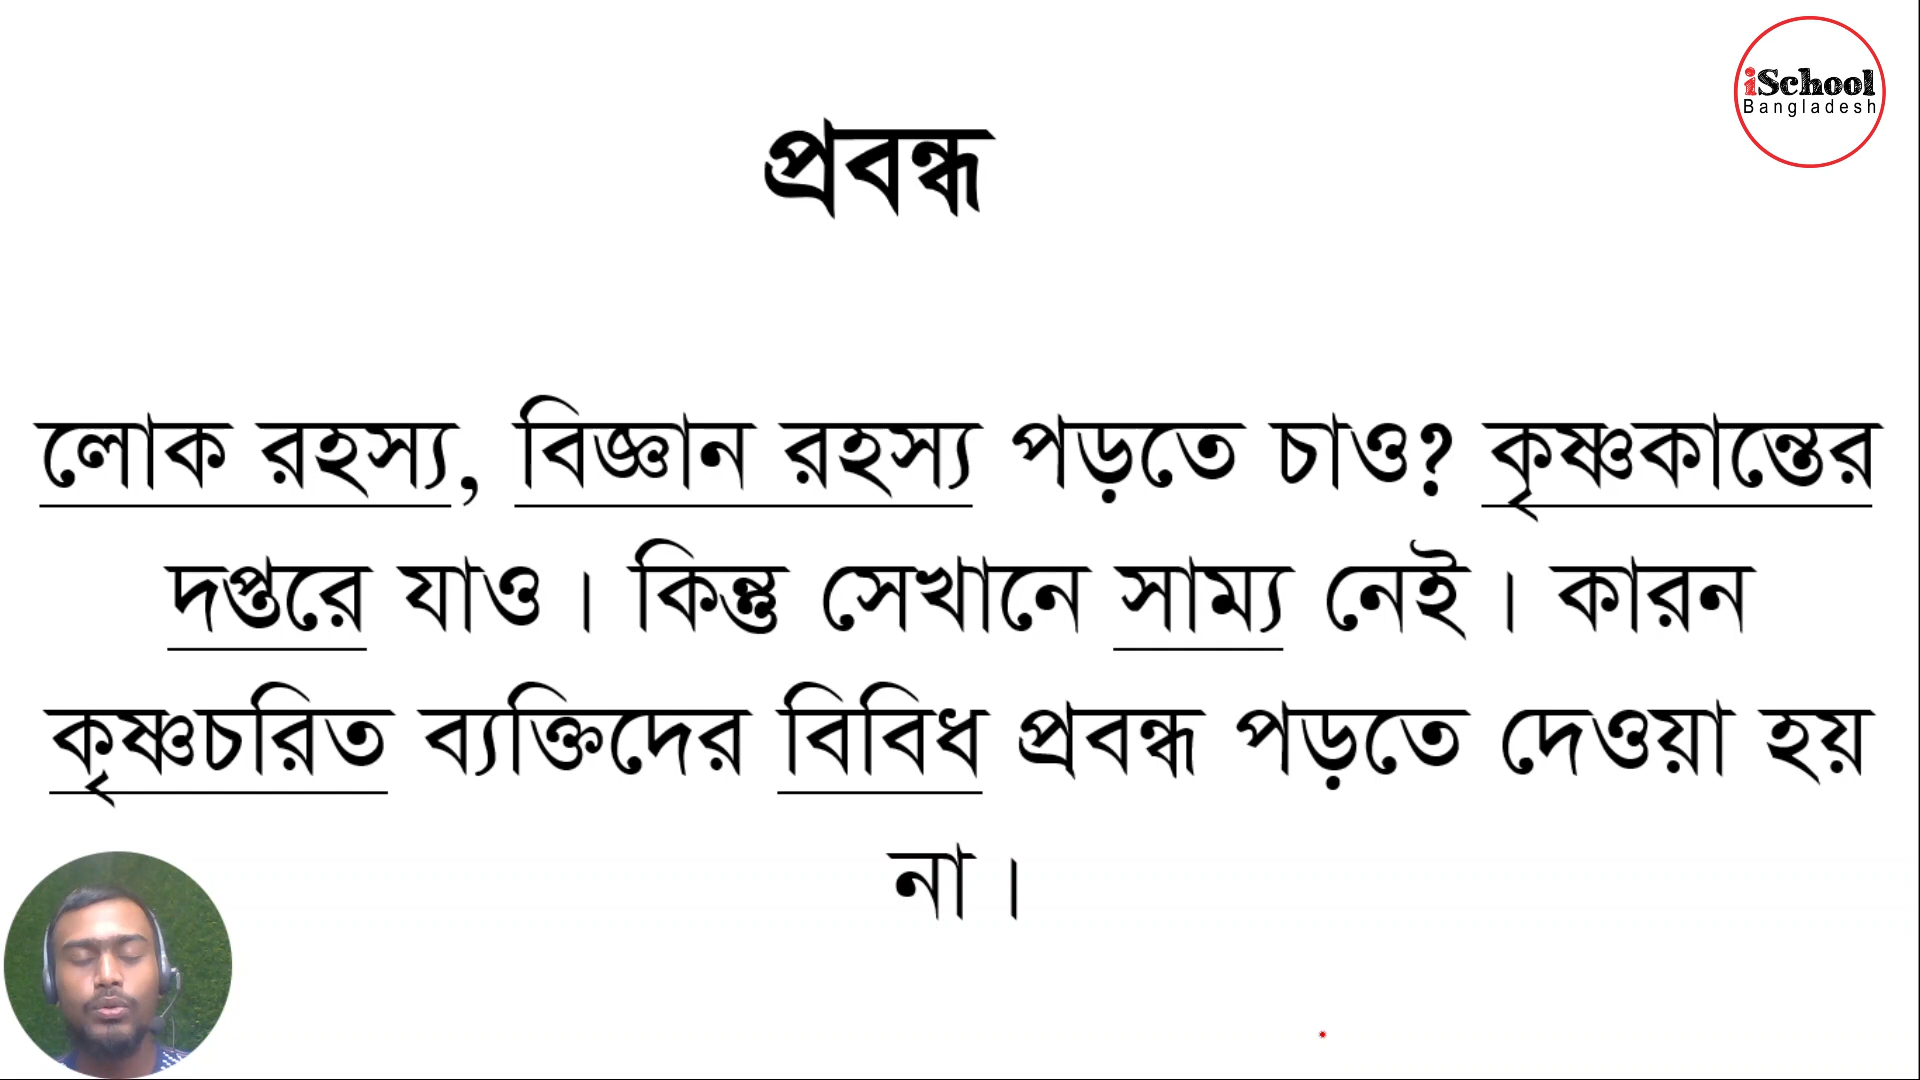 iSchool
Bangladesh
প্রবন্ধ
লোক রহস্য, বিজ্ঞান রহস্য পড়তে চাও? কৃষ্ণকান্তের
দপ্তরে যাও। কিন্তু সেখানে সাম্য নেই। কারন
কৃষ্ণচরিত ব্যক্তিদের বিবিধ প্রবন্ধ পড়তে দেওয়া হয়
না।